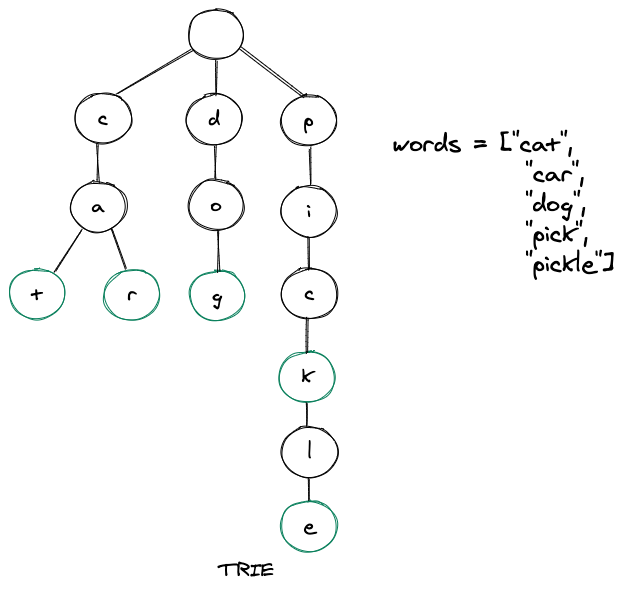 c d p
words = ["cat",
a o i
"car",
"dog",
"pick",
"pickle"]
t r g c
k
l
e
TRIE